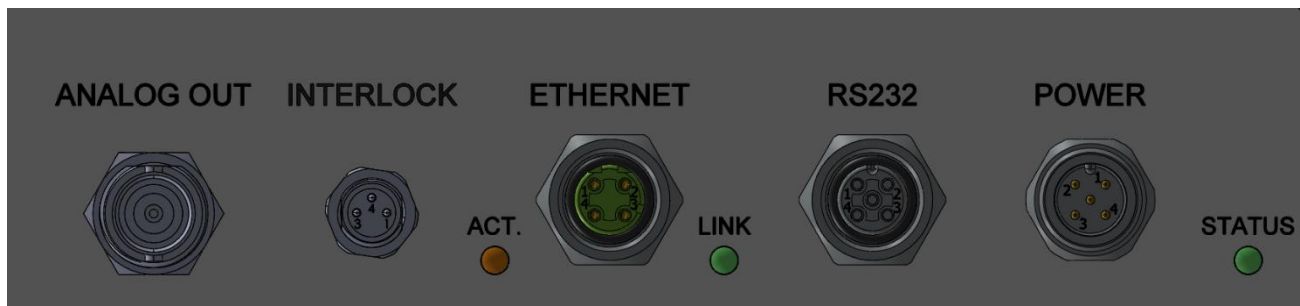 ANALOG OUT
INTERLOCK
ETHERNET
RS232
POWER
4
3 1
1 2
4 3
1 2
4 3
1
2
4
3
ACT.
LINK
STATUS